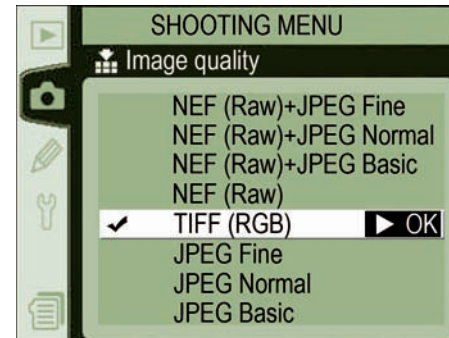 SHOOTING MENU
Image quality
NEF (Raw)+JPEG Fine
NEF (Raw)+JPEG Normal
NEF (Raw)+JPEG Basic
NEF (Raw)
TIFF (RGB) OK
JPEG Fine
JPEG Normal
JPEG Basic